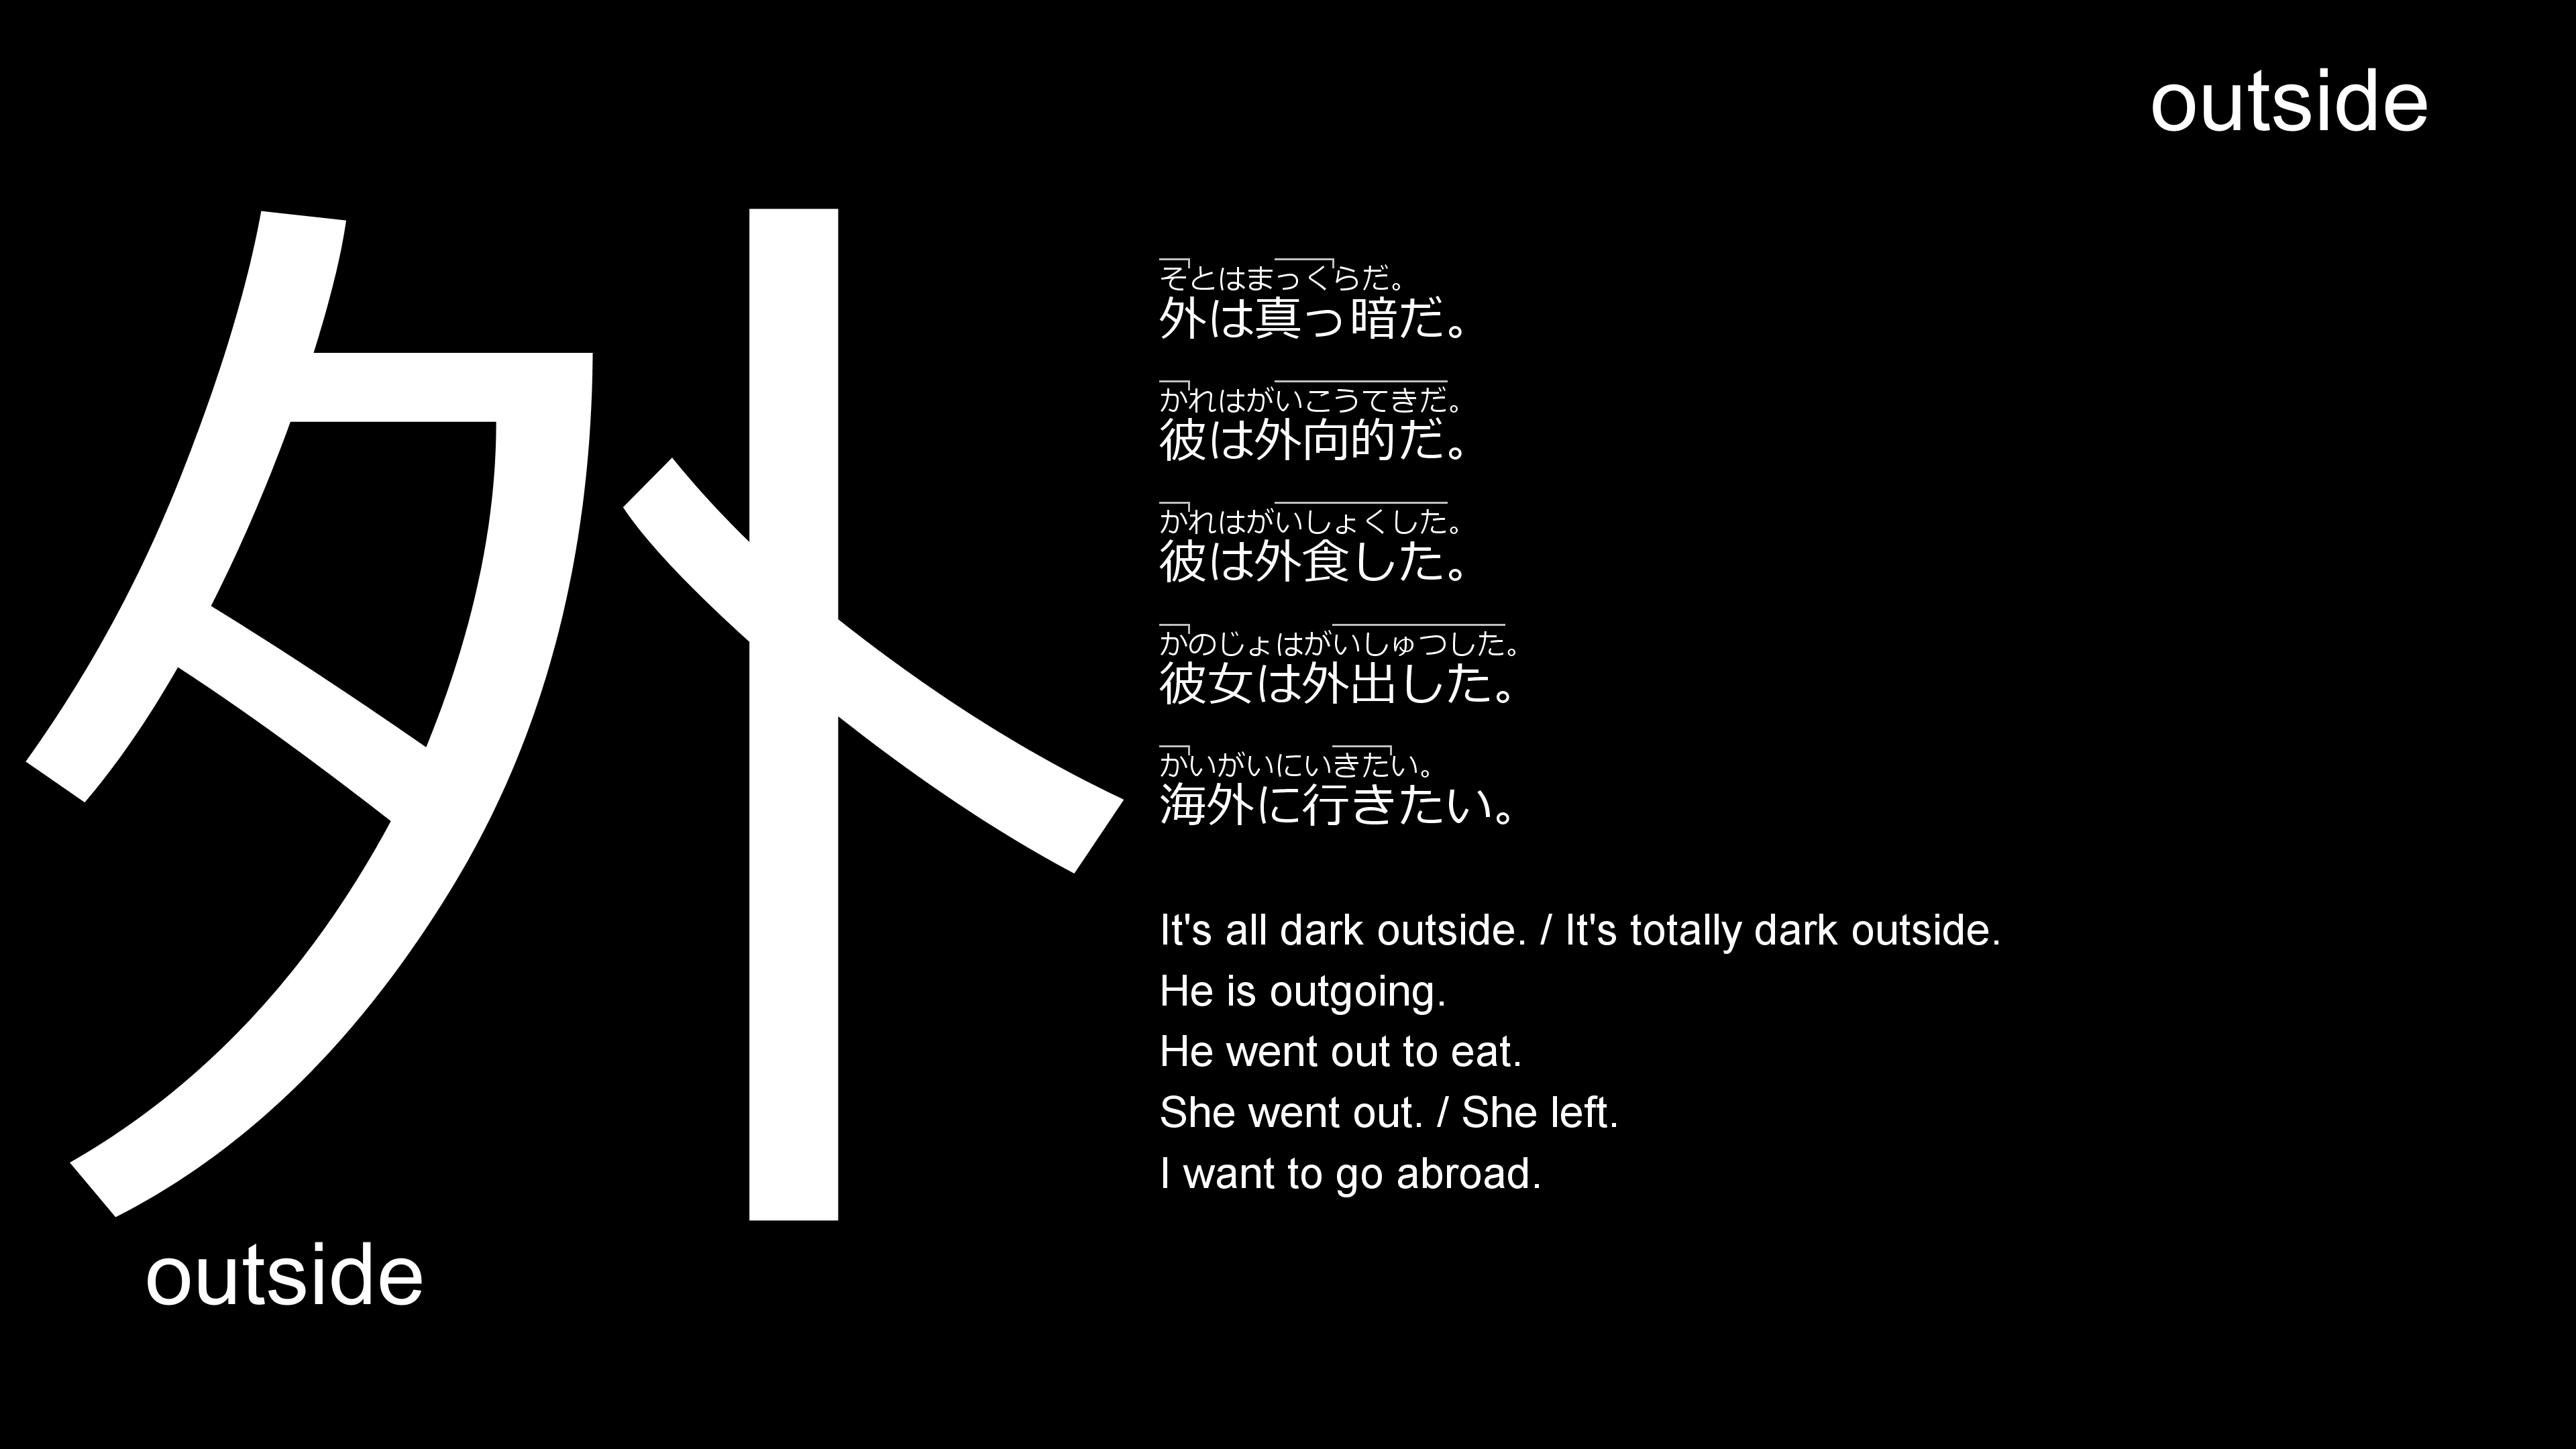 outside
外
そとはまっくらだ。
外は真っ暗だ。
かれはがいこうてきだ。
彼は外向的だ。
かれはがいしょくした。
彼は外食した。
かのじょはがいしゅつした。
彼女は外出した。
かいがいにいきたい。
海外に行きたい。
It's all dark outside. / It's totally dark outside.
He is outgoing.
He went out to eat.
She went out. / She left.
I want to go abroad.
outside